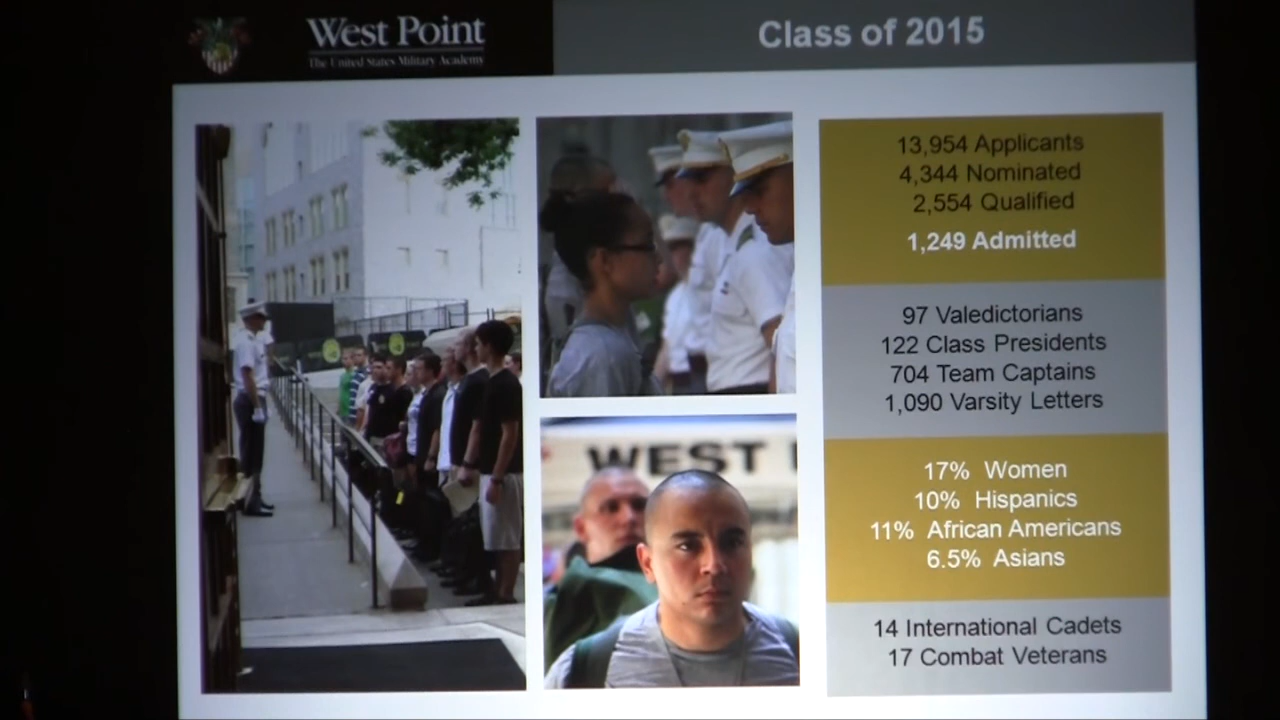 West Point
The United States Military Academy
Class of 2015
13,954 Applicants
4,344 Nominated
2,554 Qualified
1,249 Admitted
97 Valedictorians
122 Class Presidents
704 Team Captains
1,090 Varsity Letters
WEST
17% Women
10% Hispanics
11% African Americans
6.5% Asians
14 International Cadets
17 Combat Veterans